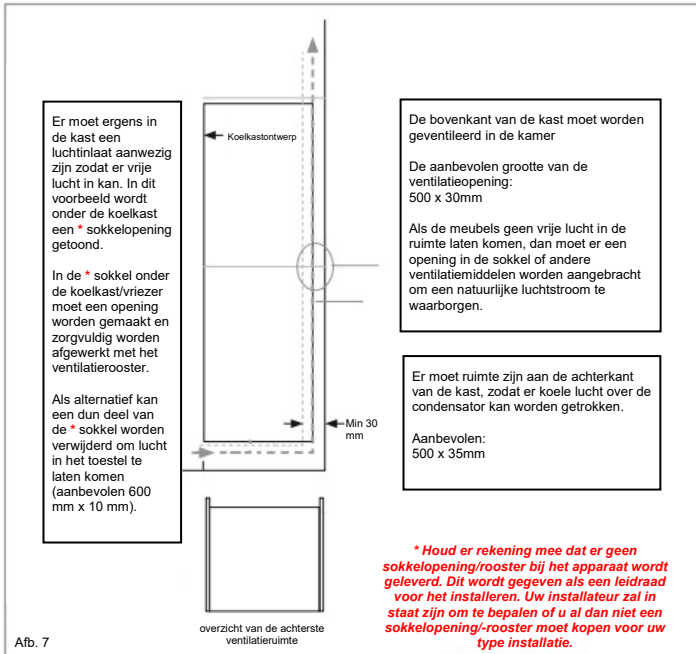 Er moet ergens in
de kast een
luchtinlaat aanwezig
zijn zodat er vrije
lucht in kan. In dit
voorbeeld wordt
onder de koelkast
een * sokkelopening
getoond.
In de * sokkel onder
de koelkast/vriezer
moet een opening
worden gemaakt en
zorgvuldig worden
afgewerkt met het
ventilatierooster.
Als alternatief kan
een dun deel van
de * sokkel worden
verwijderd om lucht
in het toestel te
laten komen
(aanbevolen 600
mm x 10 mm).
Koelkastontwerp
Min 30
mm
De bovenkant van de kast moet worden
geventileerd in de kamer
De aanbevolen grootte van de
ventilatieopening:
500 x 30mm
Als de meubels geen vrije lucht in de
ruimte laten komen, dan moet er een
opening in de sokkel of andere
ventilatiemiddelen worden aangebracht
om een natuurlijke luchtstroom te
waarborgen.
Er moet ruimte zijn aan de achterkant
van de kast, zodat er koele lucht over de
condensator kan worden getrokken.
Aanbevolen:
500 x 35mm
overzicht van de achterste
ventilatieruimte
* Houd er rekening mee dat er geen
sokkelopening/rooster bij het apparaat wordt
geleverd. Dit wordt gegeven als een leidraad
voor het installeren. Uw installateur zal in
staat zijn om te bepalen of u al dan niet een
sokkelopening/-rooster moet kopen voor uw
type installatie.
Afb. 7